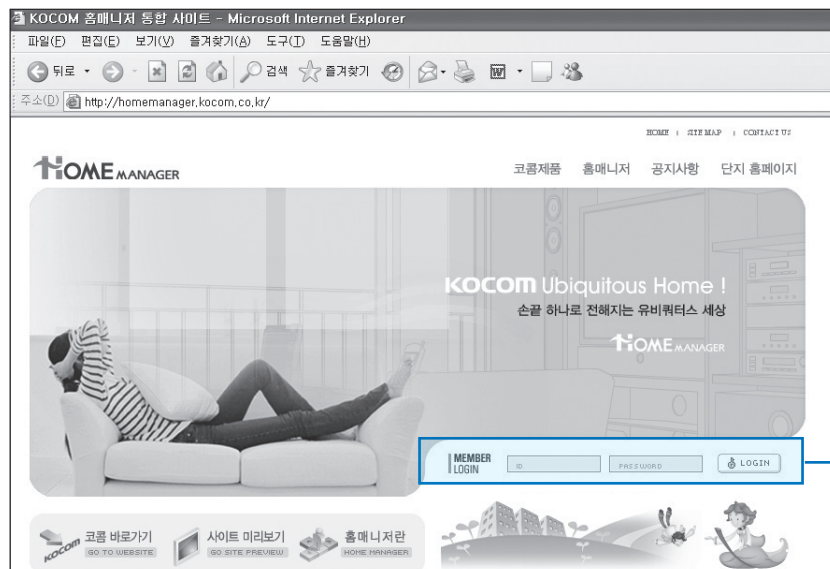 KOCOM 홈매니저 통합 사이트 - Microsoft Internet Explorer
파일(F) 편집(E) 보기(V) 즐겨찾기(A) 도구(T) 도움말(H)
뒤로 검색 즐겨찾기
주소(D) http://homemanager.kocom.co.kr/
HOME | SITE MAP | CONTACT US
HOME MANAGER 코콤제품 홈매니저 공지사항 단지 홈페이지
KOCOM Ubiquitous Home !
손끝 하나로 전해지는 유비쿼터스 세상
HOME MANAGER
MEMBER
LOGIN ID PASSWORD LOGIN
코콤 바로가기 사이트 미리보기 홈매니저란
KOCOM GO TO WEBSITE GO SITE PREVIEW HOME MANAGER